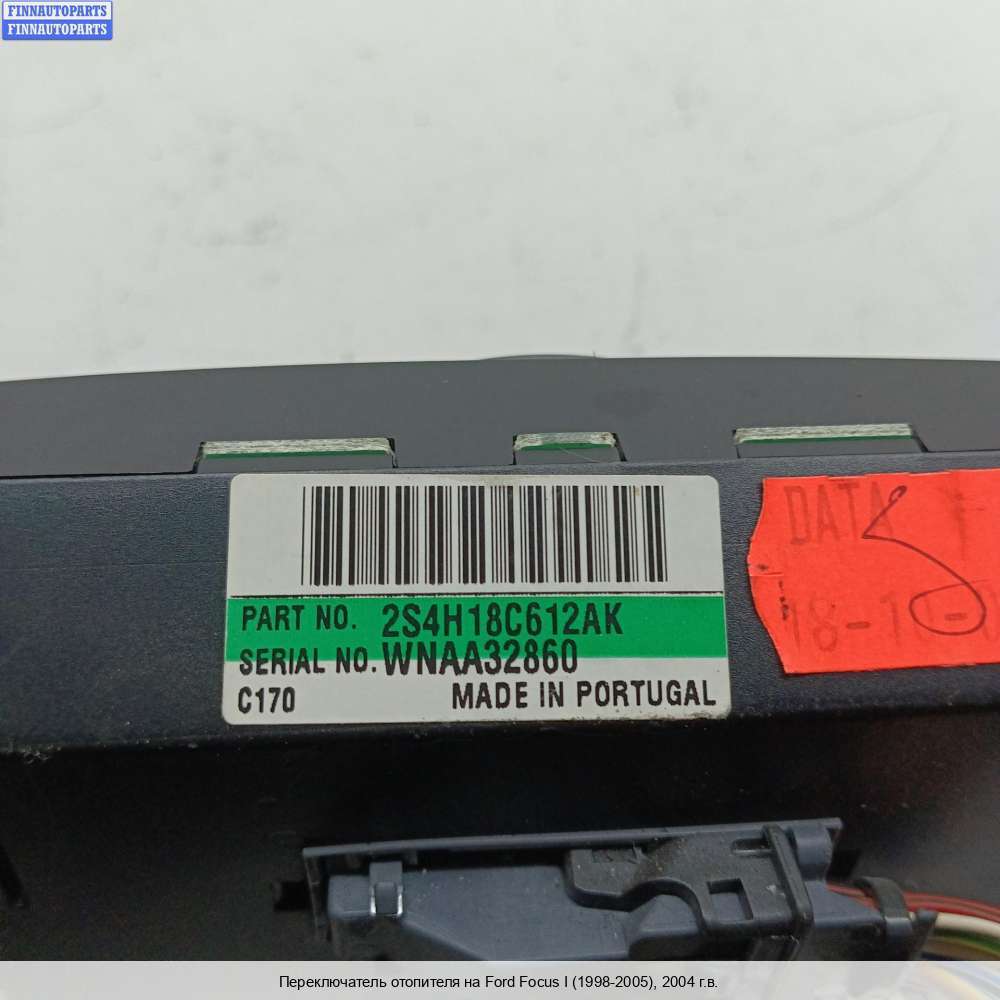 FINNAUTOPARTS
FINNAUTOPARTS
DATA
PART NO. 2S4H18C612AK
SERIAL NO. WNAA32860
C170 MADE IN PORTUGAL
Переключатель отопителя на Ford Focus I (1998-2005), 2004 г.в.